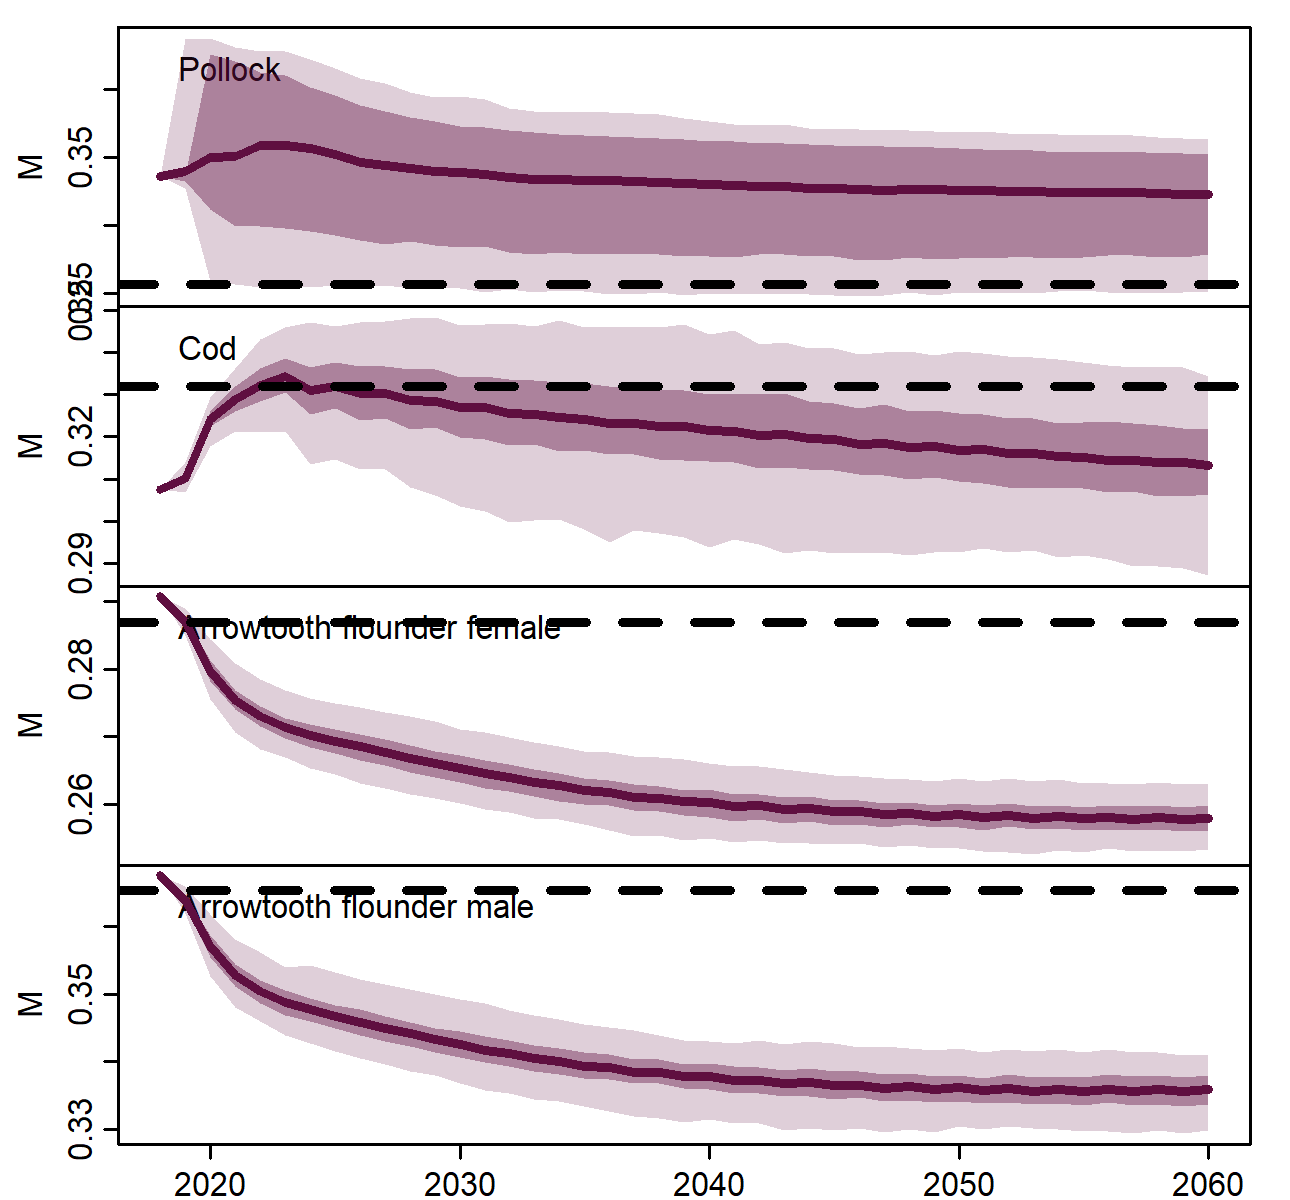 Pollock
M
0.35
Cod
M
0.32
0.29
Arrowtooth flounder female
M
0.28
0.26
Arrowtooth flounder male
M
0.35
0.33
2020 2030 2040 2050 2060